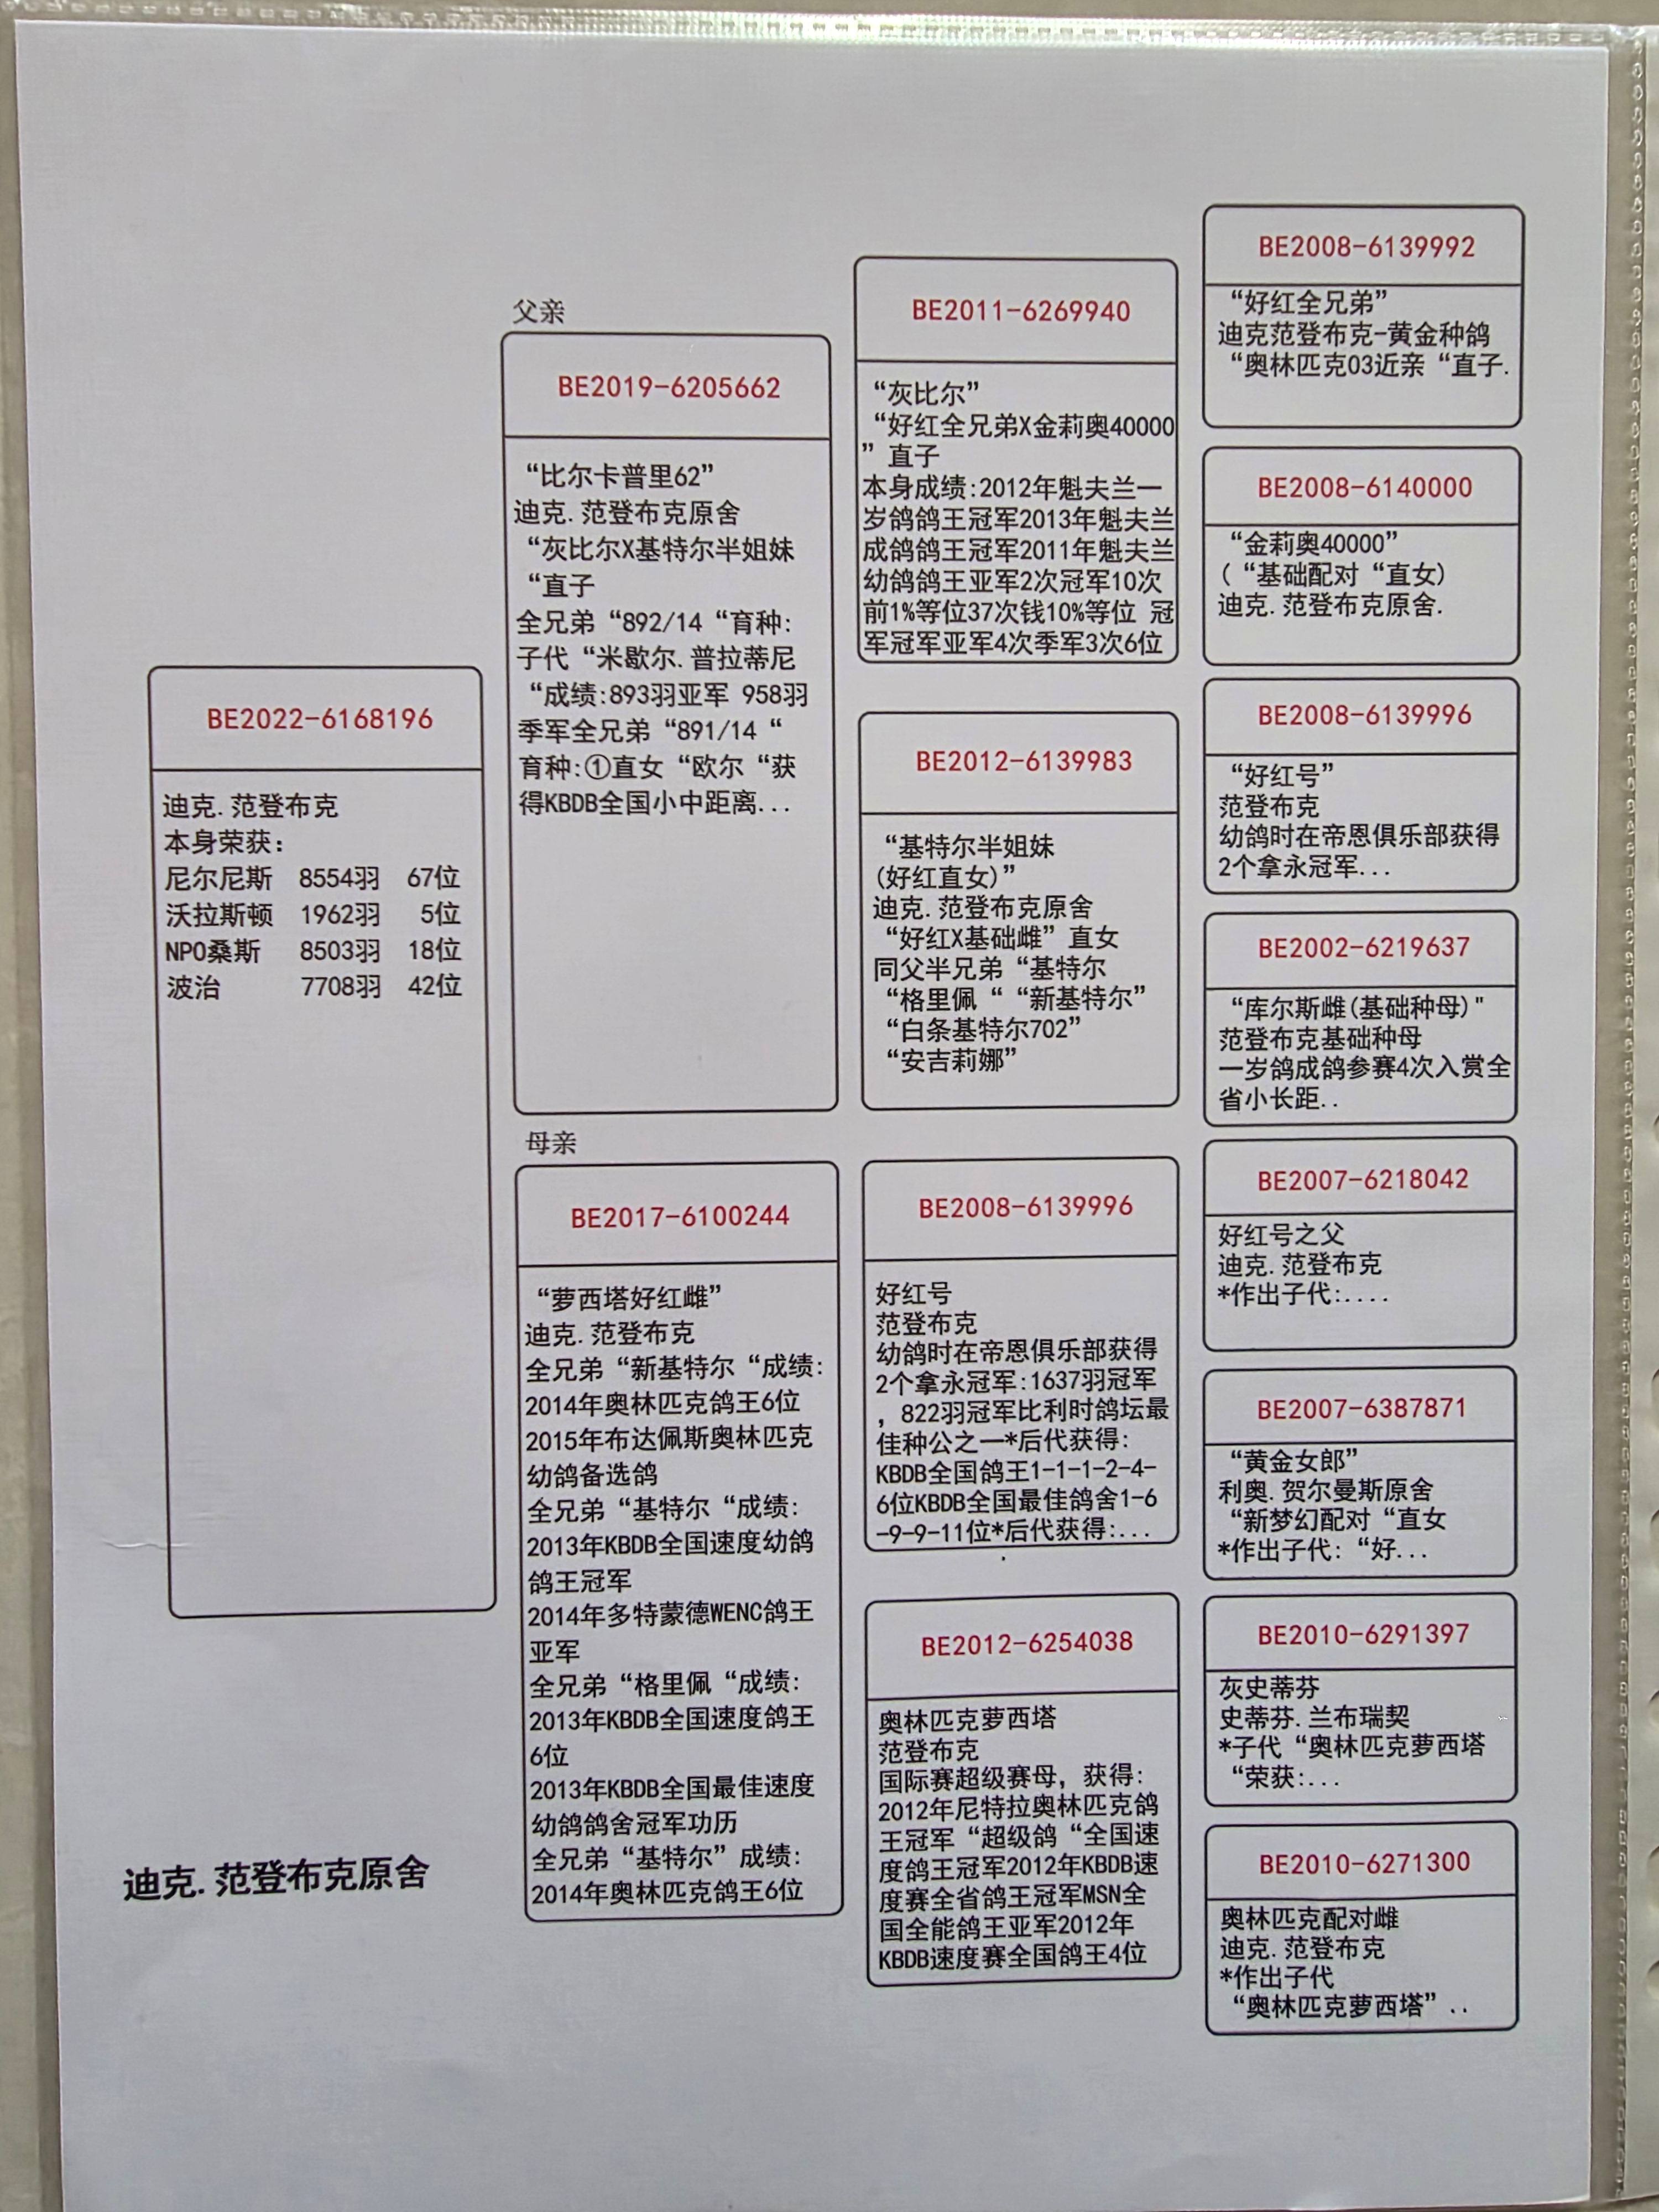 BE2022-6168196
迪克.范登布克
本身荣获:
尼尔尼斯 8554羽 67位
沃拉斯顿 1962羽 5位
NPO桑斯 8503羽 18位
波治 7708羽 42位
迪克.范登布克原舍
父亲
BE2019-6205662
“比尔卡普里62”
迪克.范登布克原舍
“灰比尔X基特尔半姐妹
“直子
全兄弟“892/14“育种:
子代“米歇尔.普拉蒂尼
“成绩:893羽亚军 958羽
季军全兄弟“891/14“
育种:①直女“欧尔“获
得KBDB全国小中距离...
母亲
BE2017-6100244
“萝西塔好红雌”
迪克.范登布克
全兄弟“新基特尔“成绩:
2014年奥林匹克鸽王6位
2015年布达佩斯奥林匹克
幼鸽备选鸽
全兄弟“基特尔“成绩:
2013年KBDB全国速度幼鸽
鸽王冠军
2014年多特蒙德WENC鸽王
亚军
全兄弟“格里佩“成绩:
2013年KBDB全国速度鸽王
6位
2013年KBDB全国最佳速度
幼鸽鸽舍冠军功历
全兄弟“基特尔”成绩:
2014年奥林匹克鸽王6位
BE2011-6269940
“灰比尔”
“好红全兄弟X金莉奥40000
”直子
本身成绩:2012年魁夫兰一
岁鸽鸽王冠军2013年魁夫兰
成鸽鸽王冠军2011年魁夫兰
幼鸽鸽王亚军2次冠军10次
前1%等位37次钱10%等位 冠
军冠军亚军4次季军3次6位
BE2012-6139983
“基特尔半姐妹
(好红直女)”
迪克.范登布克原舍
“好红X基础雌”直女
同父半兄弟“基特尔
“格里佩“ “新基特尔”
“白条基特尔702”
“安吉莉娜”
BE2008-6139996
好红号
范登布克
幼鸽时在帝恩俱乐部获得
2个拿永冠军:1637羽冠军
,822羽冠军比利时鸽坛最
佳种公之一*后代获得:
KBDB全国鸽王1-1-1-2-4-
6位KBDB全国最佳鸽舍1-6
-9-9-11位*后代获得:...
BE2012-6254038
奥林匹克萝西塔
范登布克
国际赛超级赛母，获得:
2012年尼特拉奥林匹克鸽
王冠军“超级鸽“全国速
度鸽王冠军2012年KBDB速
度赛全省鸽王冠军MSN全
国全能鸽王亚军2012年
KBDB速度赛全国鸽王4位
BE2008-6139992
“好红全兄弟”
迪克范登布克-黄金种鸽
“奥林匹克03近亲“直子.
BE2008-6140000
“金莉奥40000”
(“基础配对“直女)
迪克.范登布克原舍.
BE2008-6139996
“好红号”
范登布克
幼鸽时在帝恩俱乐部获得
2个拿永冠军...
BE2002-6219637
“库尔斯雌(基础种母)"
范登布克基础种母
一岁鸽成鸽参赛4次入赏全
省小长距..
BE2007-6218042
好红号之父
迪克.范登布克
*作出子代:....
BE2007-6387871
“黄金女郎”
利奥.贺尔曼斯原舍
“新梦幻配对“直女
*作出子代:“好...
BE2010-6291397
灰史蒂芬
史蒂芬.兰布瑞契
*子代“奥林匹克萝西塔
“荣获:...
BE2010-6271300
奥林匹克配对雌
迪克.范登布克
*作出子代
“奥林匹克萝西塔”..